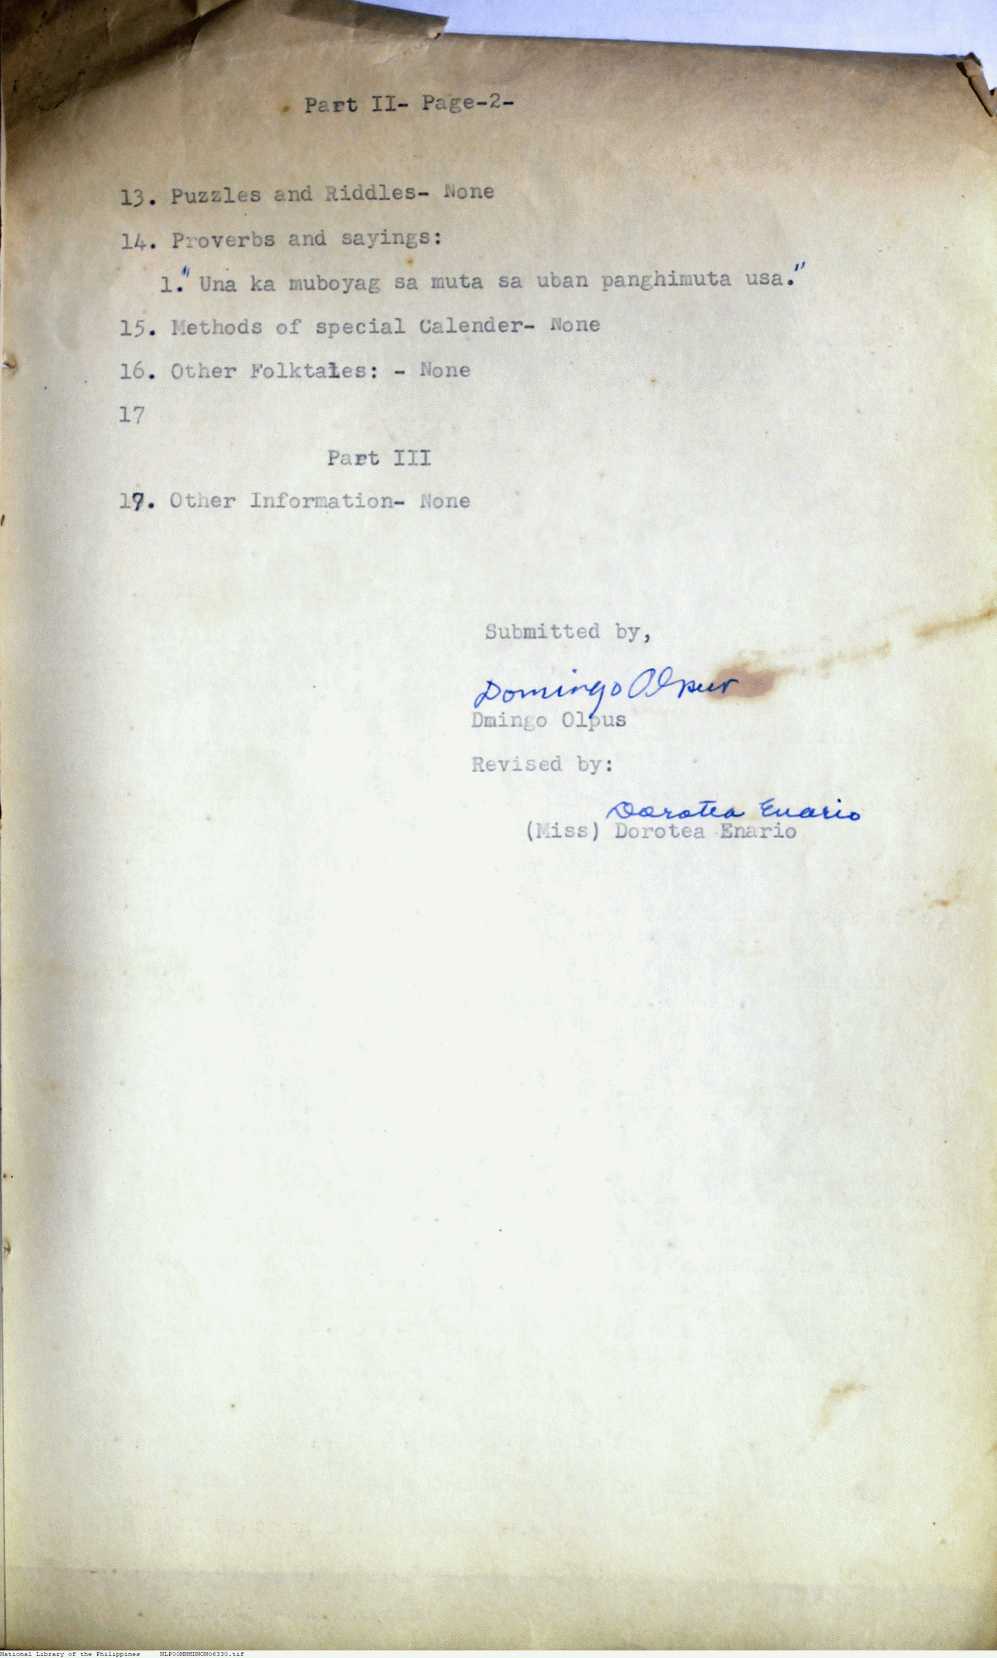 Part II- Page-2-
13. Puzzles and Riddles- None
14. Proverbs and sayings:
1." Una ka muboyag sa muta sa uban panghimuta usa."
15. Methods of special Calender- None
16. Other Folktales: - None
17
Part III
17. Other Information- None
Submitted by,
Domingo Olpus
Dmingo Olpus
Revised by:
Dorotea Enario
(Miss) Dorotea Enario
National Library of the Philippines